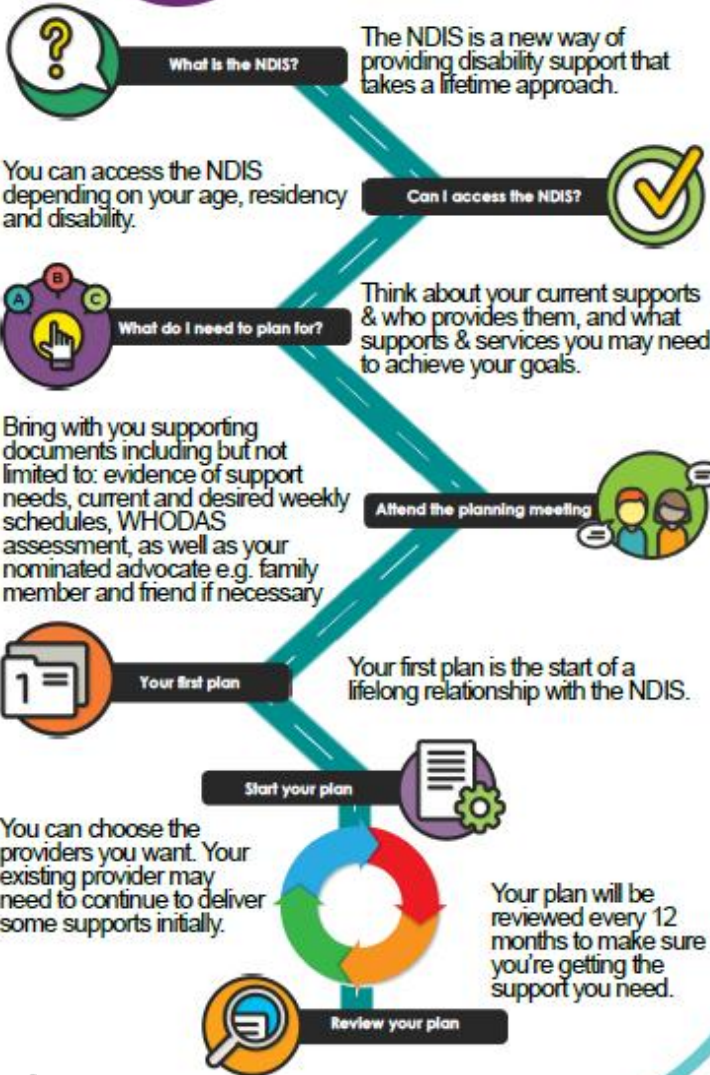 What is the NDIS?
The NDIS is a new way of
providing disability support that
takes a lifetime approach.
You can access the NDIS
depending on your age, residency
and disability.
Can I access the NDIS?
A
B
C
What do I need to plan for?
Think about your current supports
& who provides them, and what
supports & services you may need
to achieve your goals.
Bring with you supporting
documents including but not
limited to: evidence of support
needs, current and desired weekly
schedules, WHODAS
assessment, as well as your
nominated advocate e.g. family
member and friend if necessary
Attend the planning meeting
1
Your first plan
Your first plan is the start of a
lifelong relationship with the NDIS.
Start your plan
You can choose the
providers you want. Your
existing provider may
need to continue to deliver
some supports initially.
Your plan will be
reviewed every 12
months to make sure
you're getting the
support you need.
Review your plan